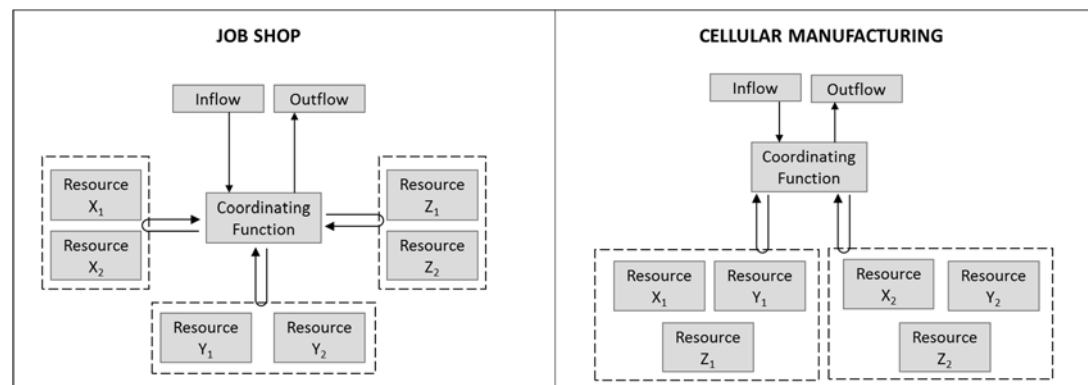 JOB SHOP
Inflow
Outflow
Resource
X₁
Resource
X₂
Coordinating
Function
Resource
Z₁
Resource
Z₂
Resource
Y₁
Resource
Y₂
CELLULAR MANUFACTURING
Inflow
Outflow
Coordinating
Function
Resource
X₁
Resource
Y₁
Resource
Z₁
Resource
X₂
Resource
Y₂
Resource
Z₂